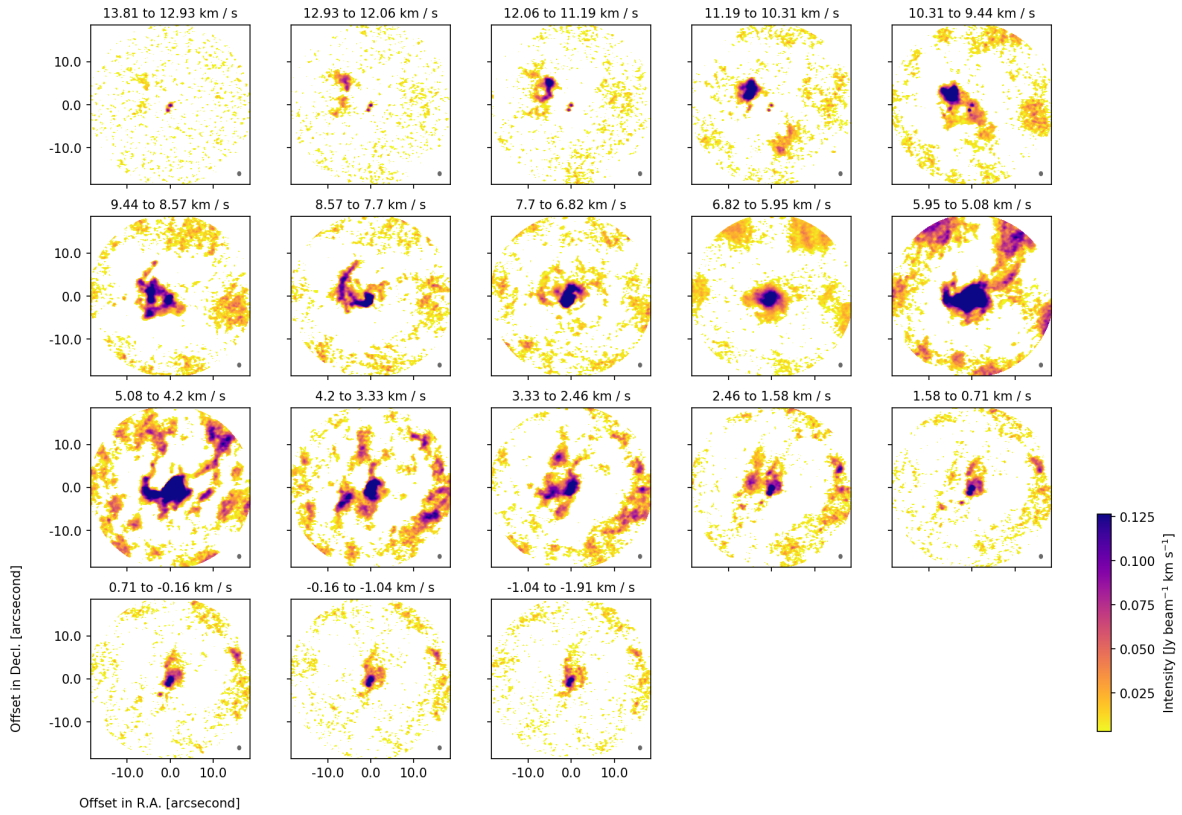 13.81 to 12.93 km / s
12.93 to 12.06 km / s
12.06 to 11.19 km / s
11.19 to 10.31 km / s
10.31 to 9.44 km / s
10.0
0.0
-10.0
9.44 to 8.57 km / s
8.57 to 7.7 km / s
7.7 to 6.82 km / s
6.82 to 5.95 km / s
5.95 to 5.08 km / s
10.0
0.0
-10.0
5.08 to 4.2 km / s
4.2 to 3.33 km / s
3.33 to 2.46 km / s
2.46 to 1.58 km / s
1.58 to 0.71 km / s
10.0
0.0
-10.0
0.71 to -0.16 km / s
-0.16 to -1.04 km / s
-1.04 to -1.91 km / s
10.0
0.0
-10.0
-10.0 0.0 10.0
-10.0 0.0 10.0
-10.0 0.0 10.0
Offset in Decl. [arcsecond]
Offset in R.A. [arcsecond]
0.125
0.100
0.075
0.050
0.025
Intensity [Jy beam⁻¹ km s⁻¹]